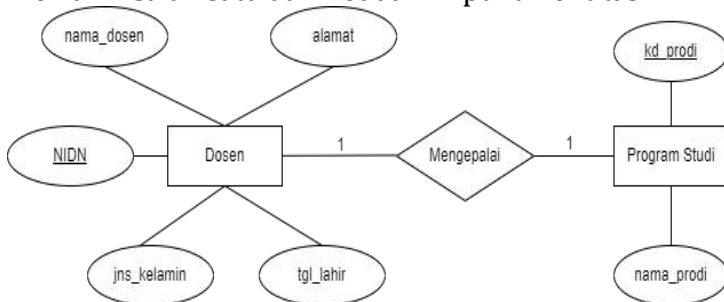 nama_dosen
alamat
kd_prodi
NIDN
Dosen
1
Mengepalai
1
Program Studi
jns_kelamin
tgl_lahir
nama_prodi